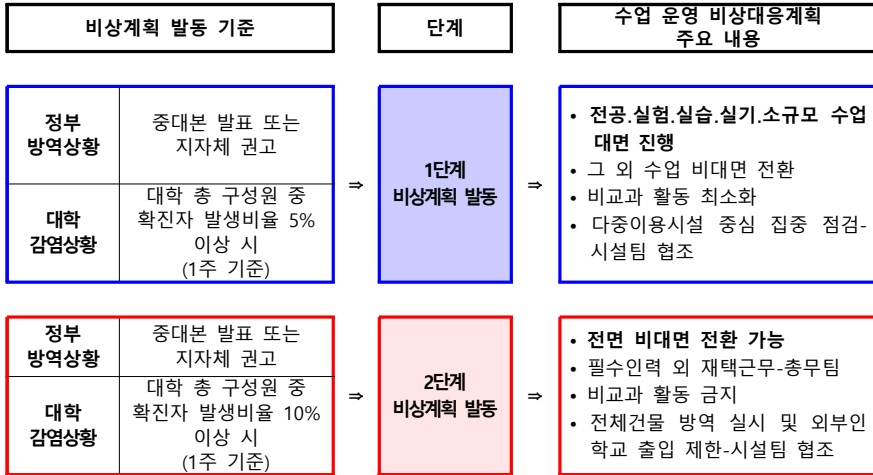 비상계획 발동 기준
단계
수업 운영 비상대응계획
주요 내용
정부
방역상황
중대본 발표 또는
지자체 권고
대학
감염상황
대학 총 구성원 중
확진자 발생비율 5%
이상 시
(1주 기준)
⇒
1단계
비상계획 발동
⇒
• 전공.실험.실습.실기.소규모 수업
대면 진행
• 그 외 수업 비대면 전환
• 비교과 활동 최소화
• 다중이용시설 중심 집중 점검-
시설팀 협조
정부
방역상황
중대본 발표 또는
지자체 권고
대학
감염상황
대학 총 구성원 중
확진자 발생비율 10%
이상 시
(1주 기준)
⇒
2단계
비상계획 발동
⇒
• 전면 비대면 전환 가능
• 필수인력 외 재택근무-총무팀
• 비교과 활동 금지
• 전체건물 방역 실시 및 외부인
학교 출입 제한-시설팀 협조